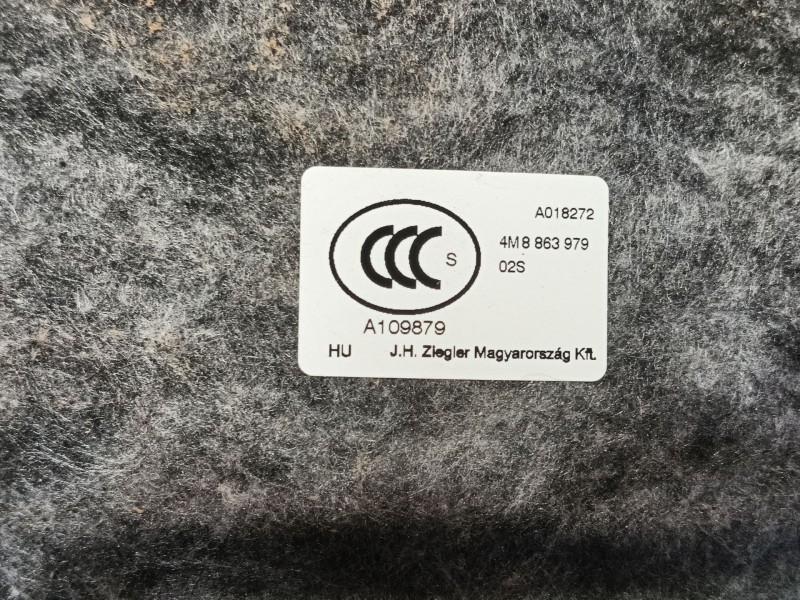 A018272
CCC S
4M8 863 979
02S
A109879
HU J.H. Ziegler Magyarország Kft.